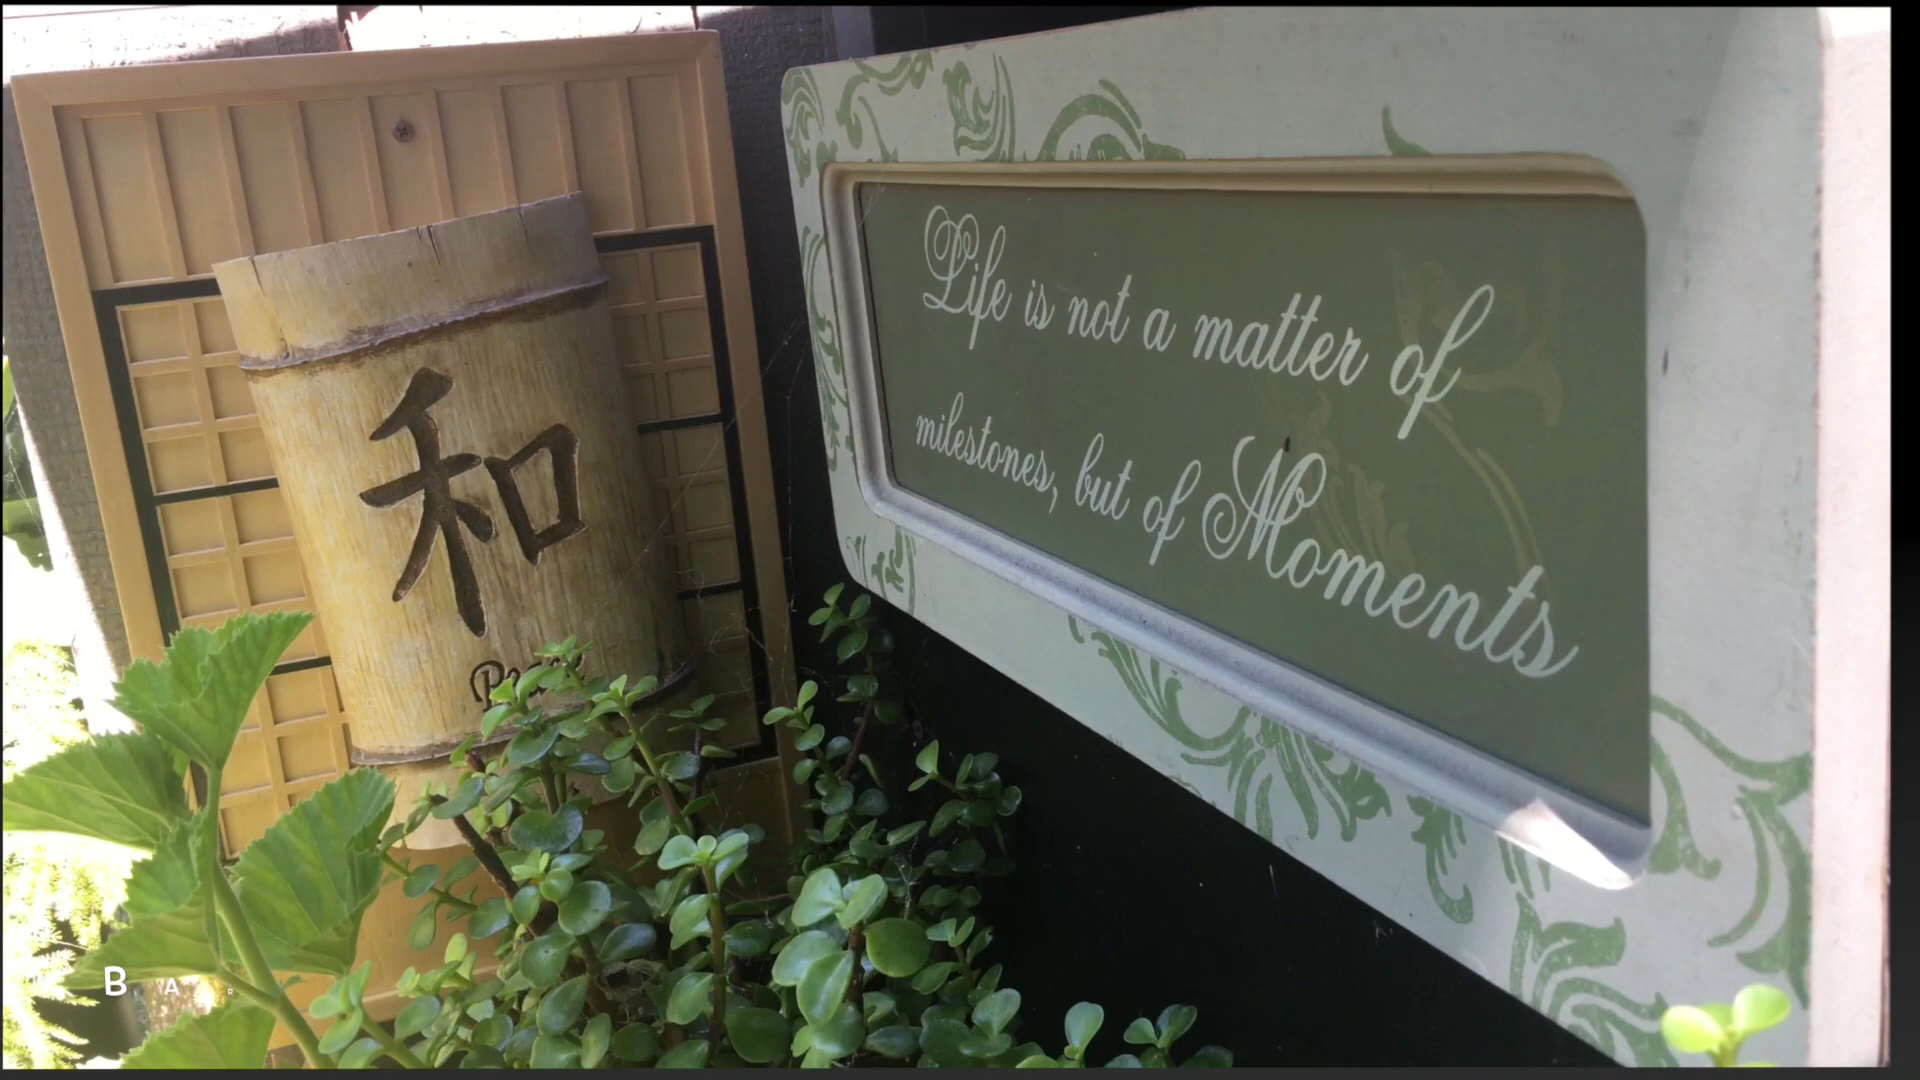 和
Life is not a matter of
milestones, but of Moments
B A R